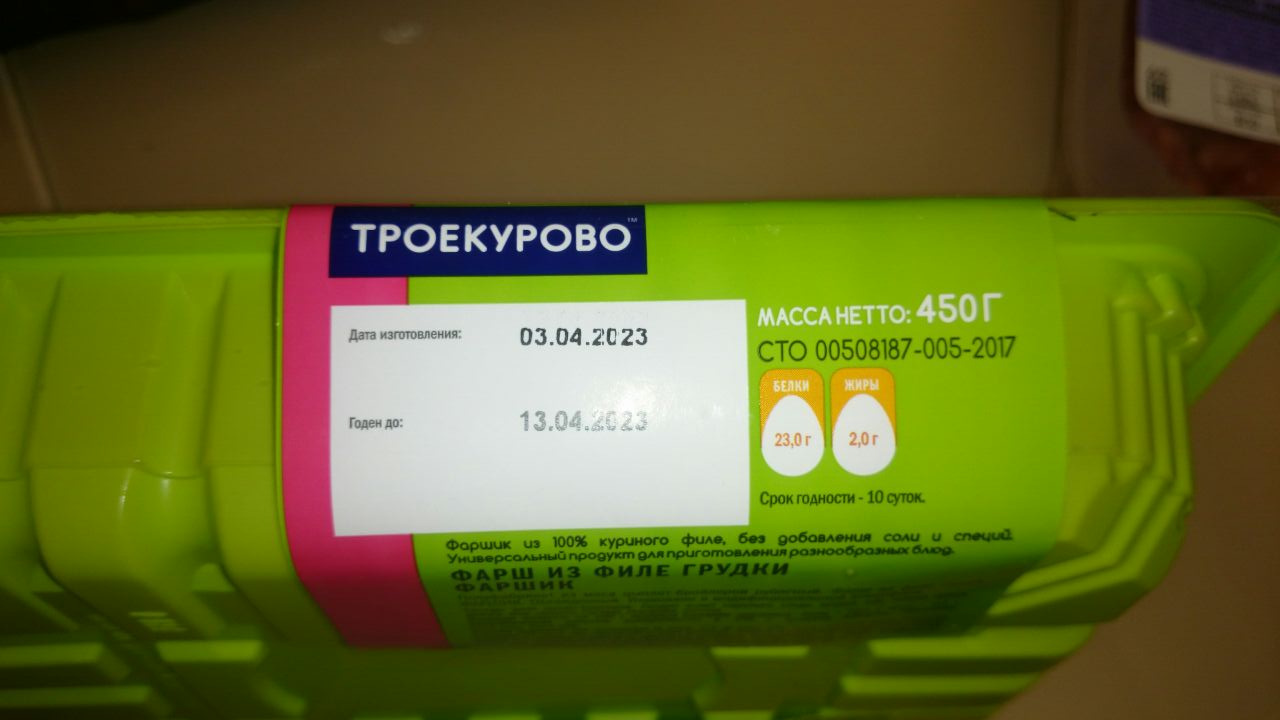 ТРОЕКУРОВО™
Дата изготовления: 03.04.2023
Годен до: 13.04.2023
МАССА НЕТТО: 450Г
СТО 00508187-005-2017
БЕЛКИ ЖИРЫ
23,0 г 2,0 г
Срок годности - 10 суток.
Фаршик из 100% куриного филе, без добавления соли и специй.
Универсальный продукт для приготовления разнообразных блюд.
ФАРШ ИЗ ФИЛЕ ГРУДКИ
ФАРШИК